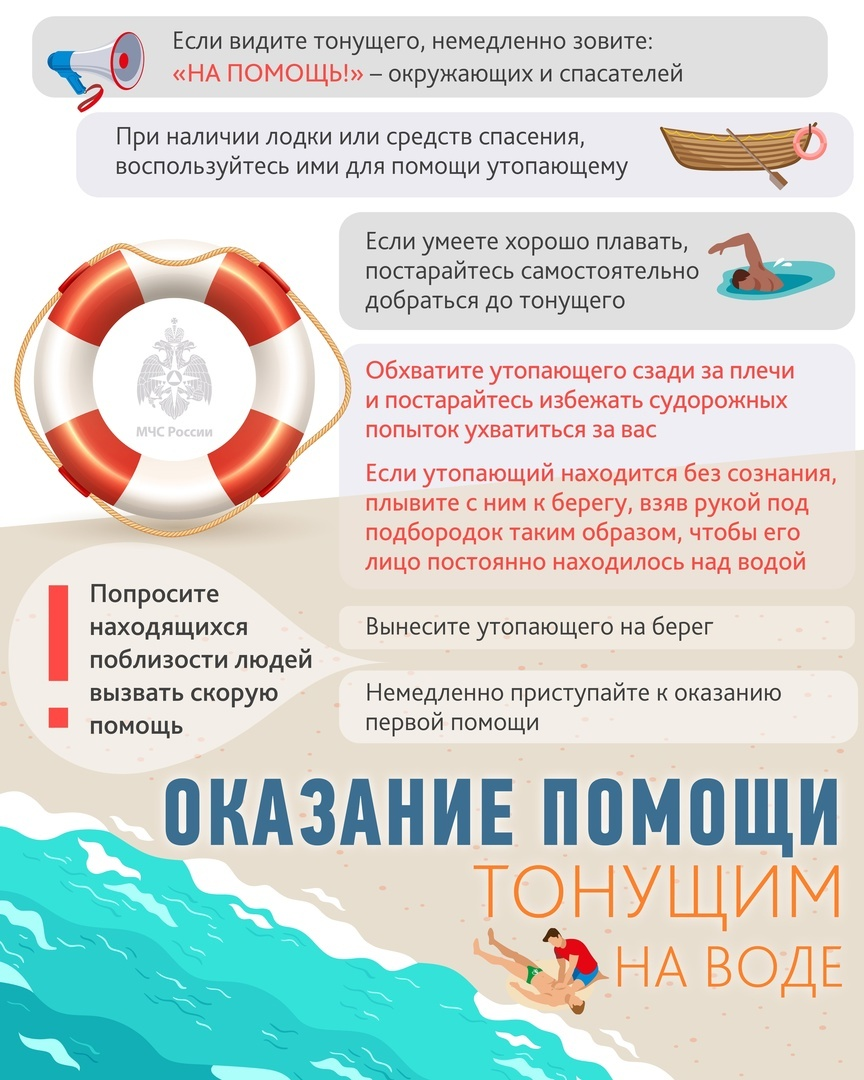 Если видите тонущего, немедленно зовите:
«НА ПОМОЩЬ!» – окружающих и спасателей
При наличии лодки или средств спасения,
воспользуйтесь ими для помощи утопающему
Если умеете хорошо плавать,
постарайтесь самостоятельно
добраться до тонущего
МЧС России
Обхватите утопающего сзади за плечи
и постарайтесь избежать судорожных
попыток ухватиться за вас
Если утопающий находится без сознания,
плывите с ним к берегу, взяв рукой под
подбородок таким образом, чтобы его
лицо постоянно находилось над водой
!
Попросите
находящихся
поблизости людей
вызвать скорую
помощь
Вынесите утопающего на берег
Немедленно приступайте к оказанию
первой помощи
ОКАЗАНИЕ ПОМОЩИ
ТОНУЩИМ
НА ВОДЕ